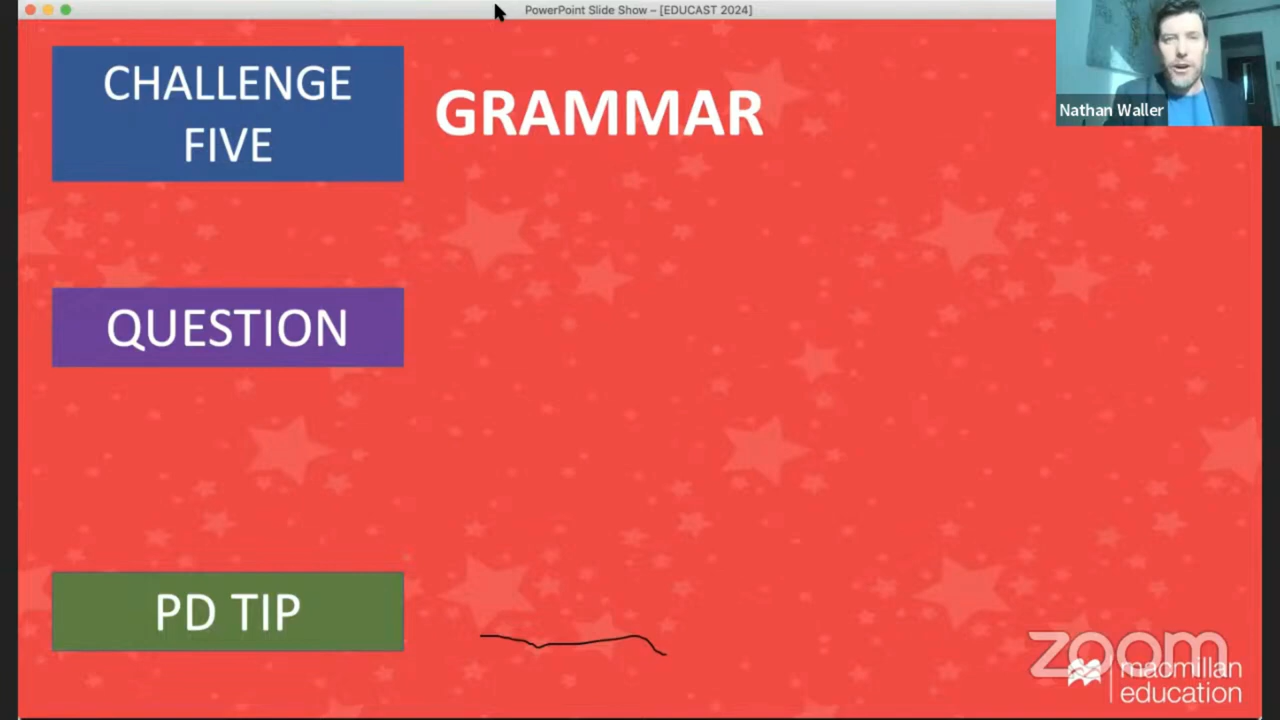 PowerPoint Slide Show – [EDUCAST 2024]
CHALLENGE
FIVE
GRAMMAR
Nathan Waller
QUESTION
PD TIP
zoom
macmillan
education